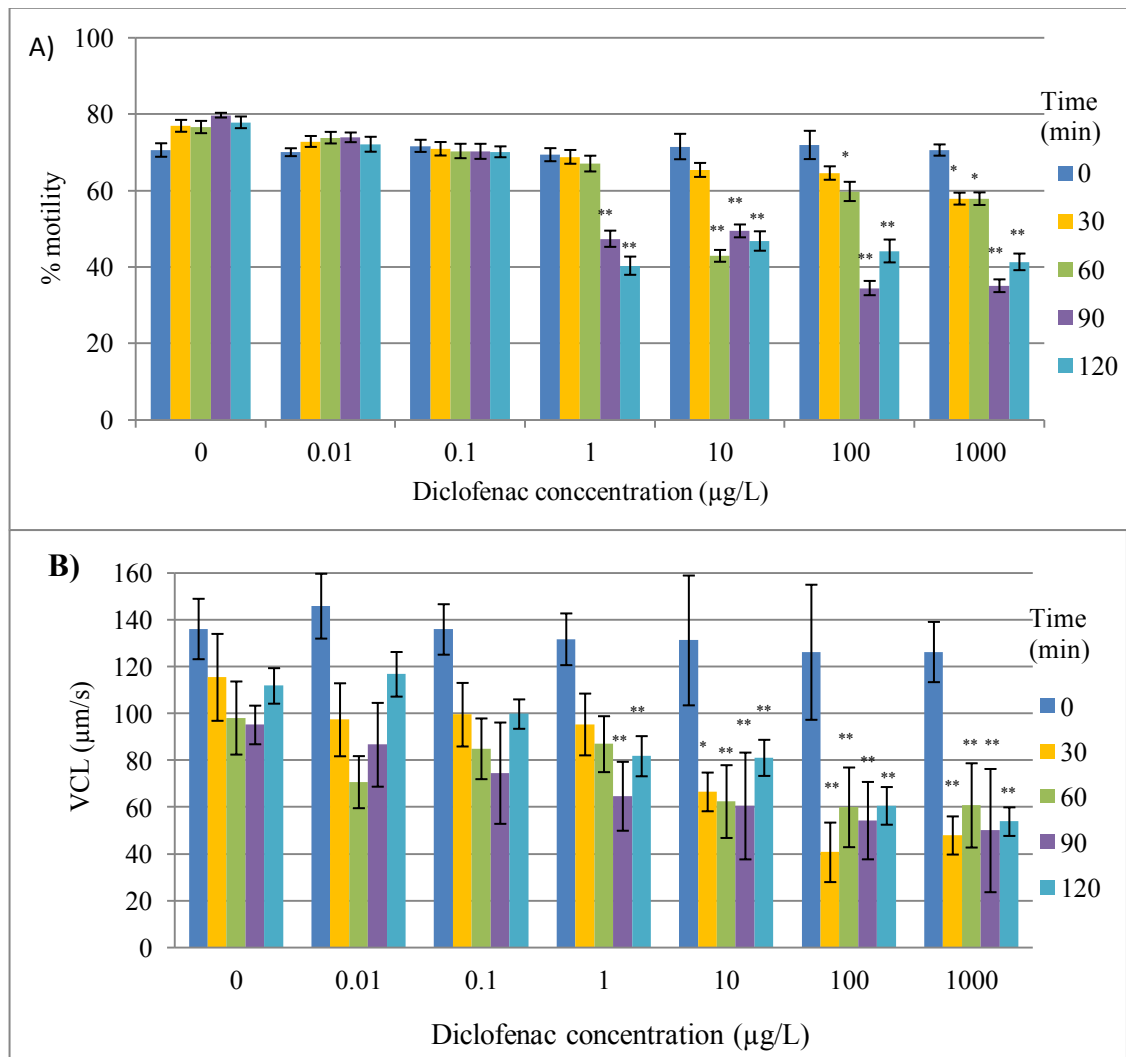 A)
100
80
60
40
20
0
% motility
** ** ** ** ** * ** ** * * ** **
0 0.01 0.1 1 10 100 1000
Diclofenac conccentration (µg/L)
Time
(min)
0
30
60
90
120
B)
160
140
120
100
80
60
40
20
0
VCL (µm/s)
** ** * ** ** ** ** ** ** ** ** ** ** **
0 0.01 0.1 1 10 100 1000
Diclofenac concentration (µg/L)
Time
(min)
0
30
60
90
120